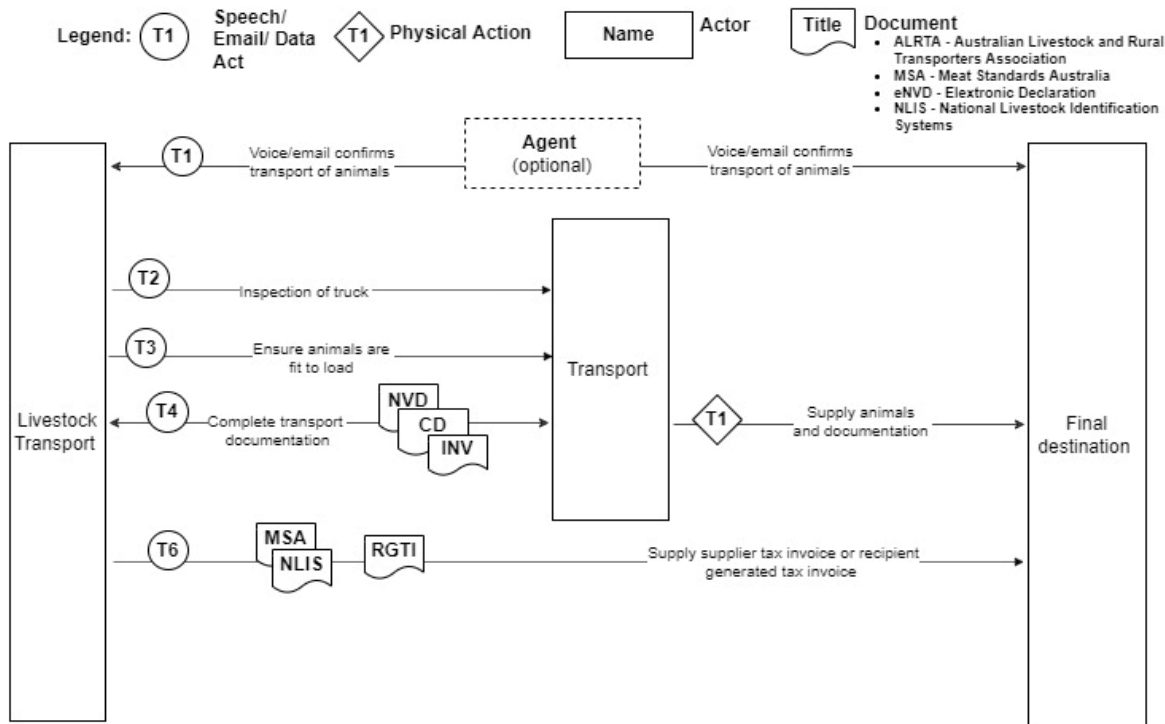 Legend:
T1
Speech/
Email/ Data
Act
T1
Physical Action
Name
Actor
Title
Document
• ALRTA - Australian Livestock and Rural
Transporters Association
• MSA - Meat Standards Australia
• eNVD - Elextronic Declaration
• NLIS - National Livestock Identification
Systems
T1
Voice/email confirms
transport of animals
Agent
(optional)
Voice/email confirms
transport of animals
T2
Inspection of truck
T3
Ensure animals are
fit to load
Transport
Livestock
Transport
T4
Complete transport
documentation
NVD
CD
INV
T1
Supply animals
and documentation
Final
destination
T6
MSA
NLIS
RGTI
Supply supplier tax invoice or recipient
generated tax invoice